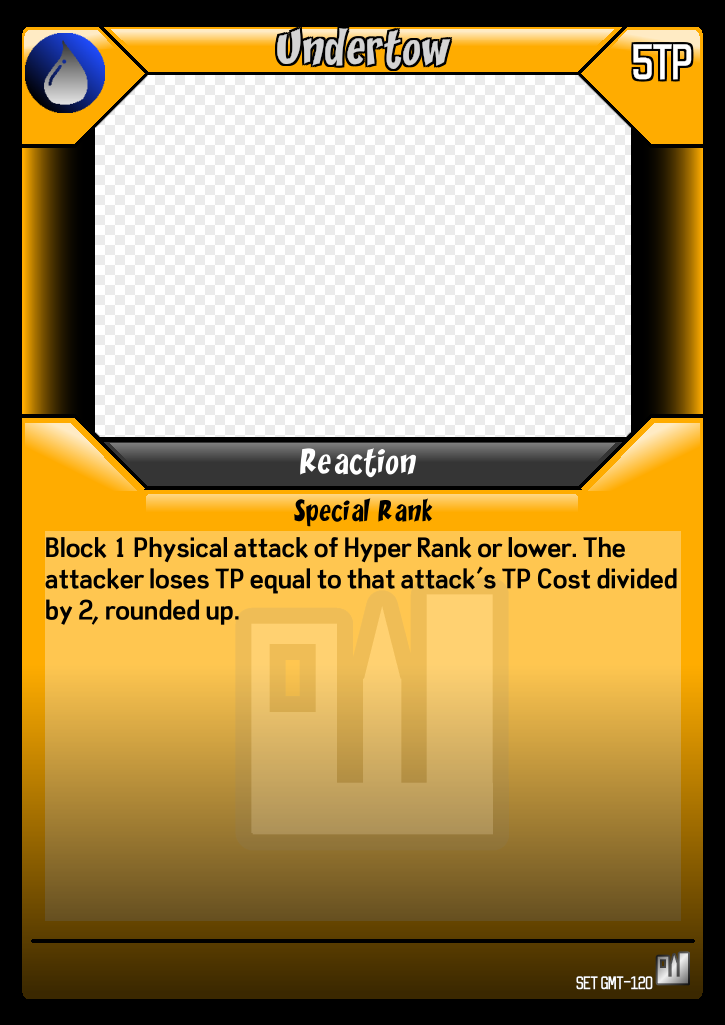 Undertow
5TP
Reaction
Special Rank
Block 1 Physical attack of Hyper Rank or lower. The
attacker loses TP equal to that attack's TP Cost divided
by 2, rounded up.
SET GMT-120